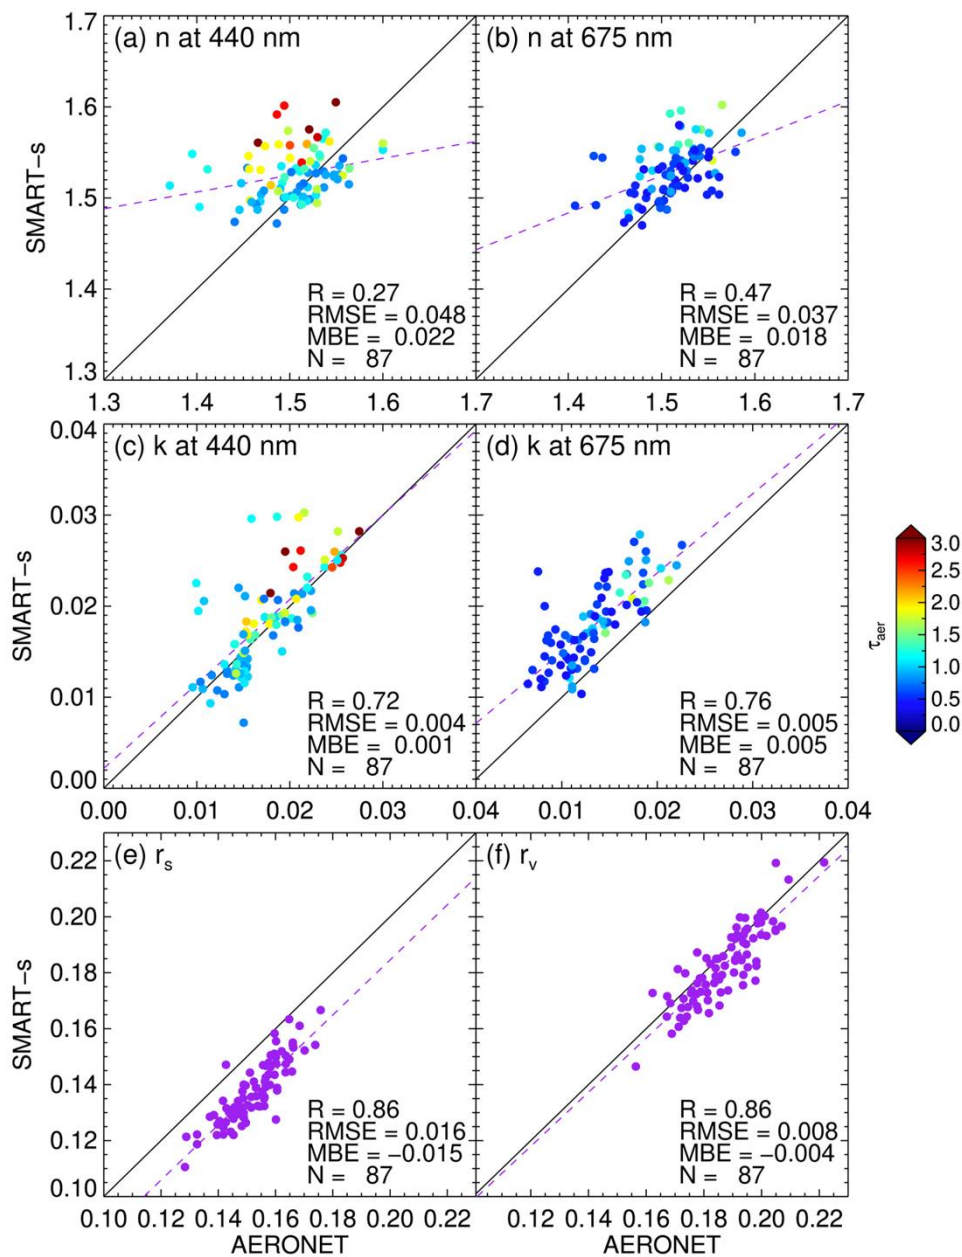 (a) n at 440 nm
(b) n at 675 nm
1.7
1.6
1.5
1.4
1.3
SMART-s
R = 0.27
RMSE = 0.048
MBE = 0.022
N = 87
R = 0.47
RMSE = 0.037
MBE = 0.018
N = 87
1.3 1.4 1.5 1.6 1.7 1.4 1.5 1.6 1.7
(c) k at 440 nm
(d) k at 675 nm
0.04
0.03
0.02
0.01
0.00
SMART-s
R = 0.72
RMSE = 0.004
MBE = 0.001
N = 87
R = 0.76
RMSE = 0.005
MBE = 0.005
N = 87
0.00 0.01 0.02 0.03 0.04 0.01 0.02 0.03 0.04
τaer
3.0
2.5
2.0
1.5
1.0
0.5
0.0
(e) rs
(f) rv
0.22
0.20
0.18
0.16
0.14
0.12
0.10
SMART-s
R = 0.86
RMSE = 0.016
MBE = -0.015
N = 87
R = 0.86
RMSE = 0.008
MBE = -0.004
N = 87
0.10 0.12 0.14 0.16 0.18 0.20 0.22 0.12 0.14 0.16 0.18 0.20 0.22
AERONET
AERONET